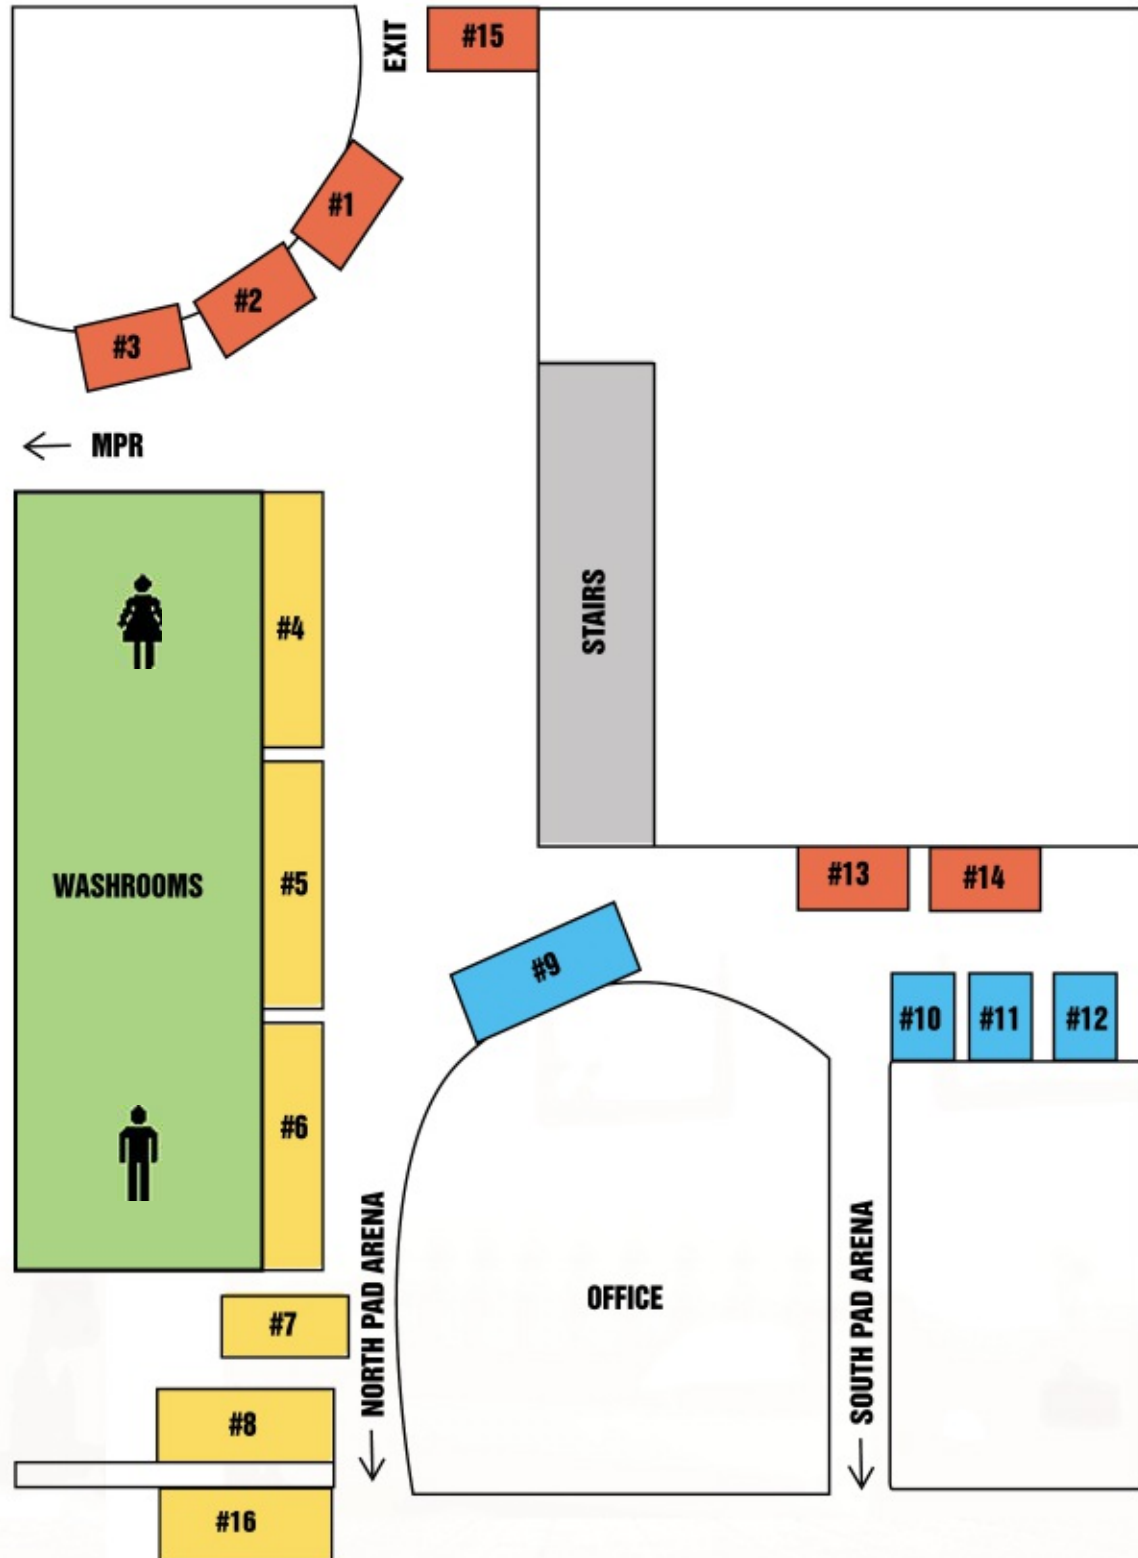 EXIT
#15
#1
#2
#3
MPR
#4
STAIRS
#5
WASHROOMS
#13
#14
#9
#10
#11
#12
#6
NORTH PAD ARENA
SOUTH PAD ARENA
OFFICE
#7
#8
#16